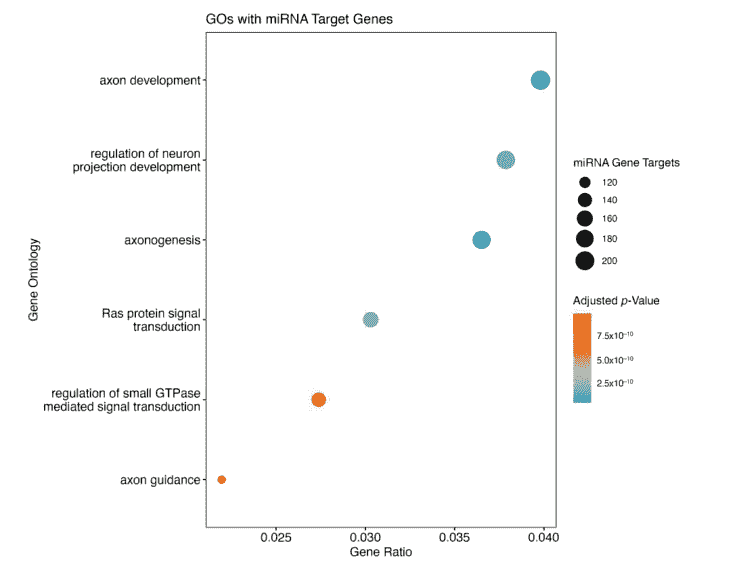 GOs with miRNA Target Genes
axon development
regulation of neuron
projection development
axonogenesis
Ras protein signal
transduction
regulation of small GTPase
mediated signal transduction
axon guidance
Gene Ontology
0.025
0.030
0.035
0.040
Gene Ratio
miRNA Gene Targets
120
140
160
180
200
Adjusted p-Value
7.5x10⁻¹⁰
5.0x10⁻¹⁰
2.5x10⁻¹⁰